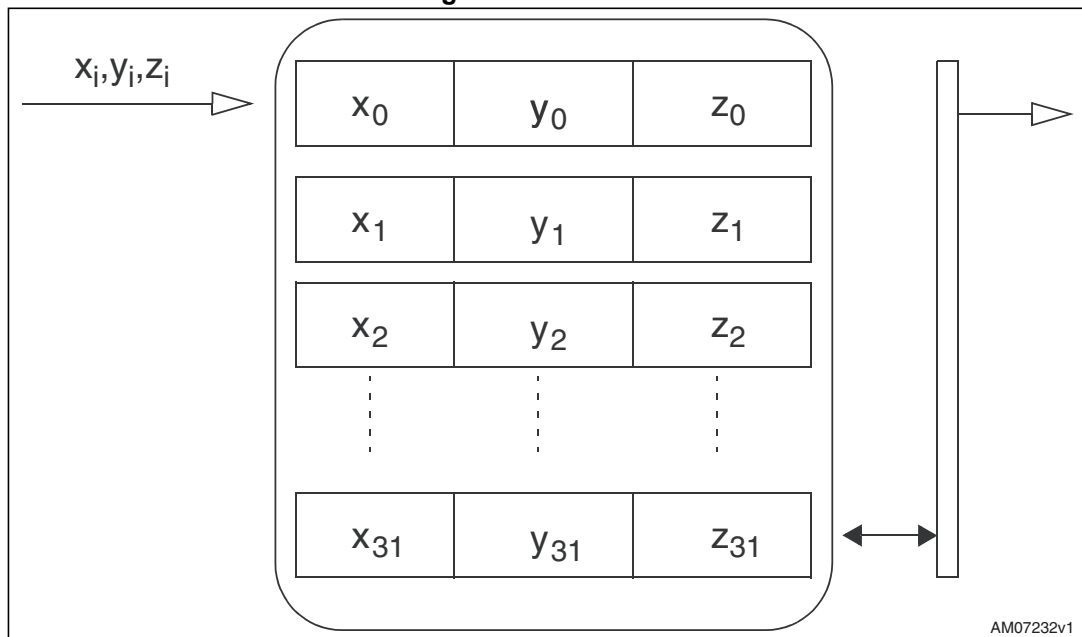 xi,yi,zi
x0 y0 z0
x1 y1 z1
x2 y2 z2
x31 y31 z31
AM07232v1